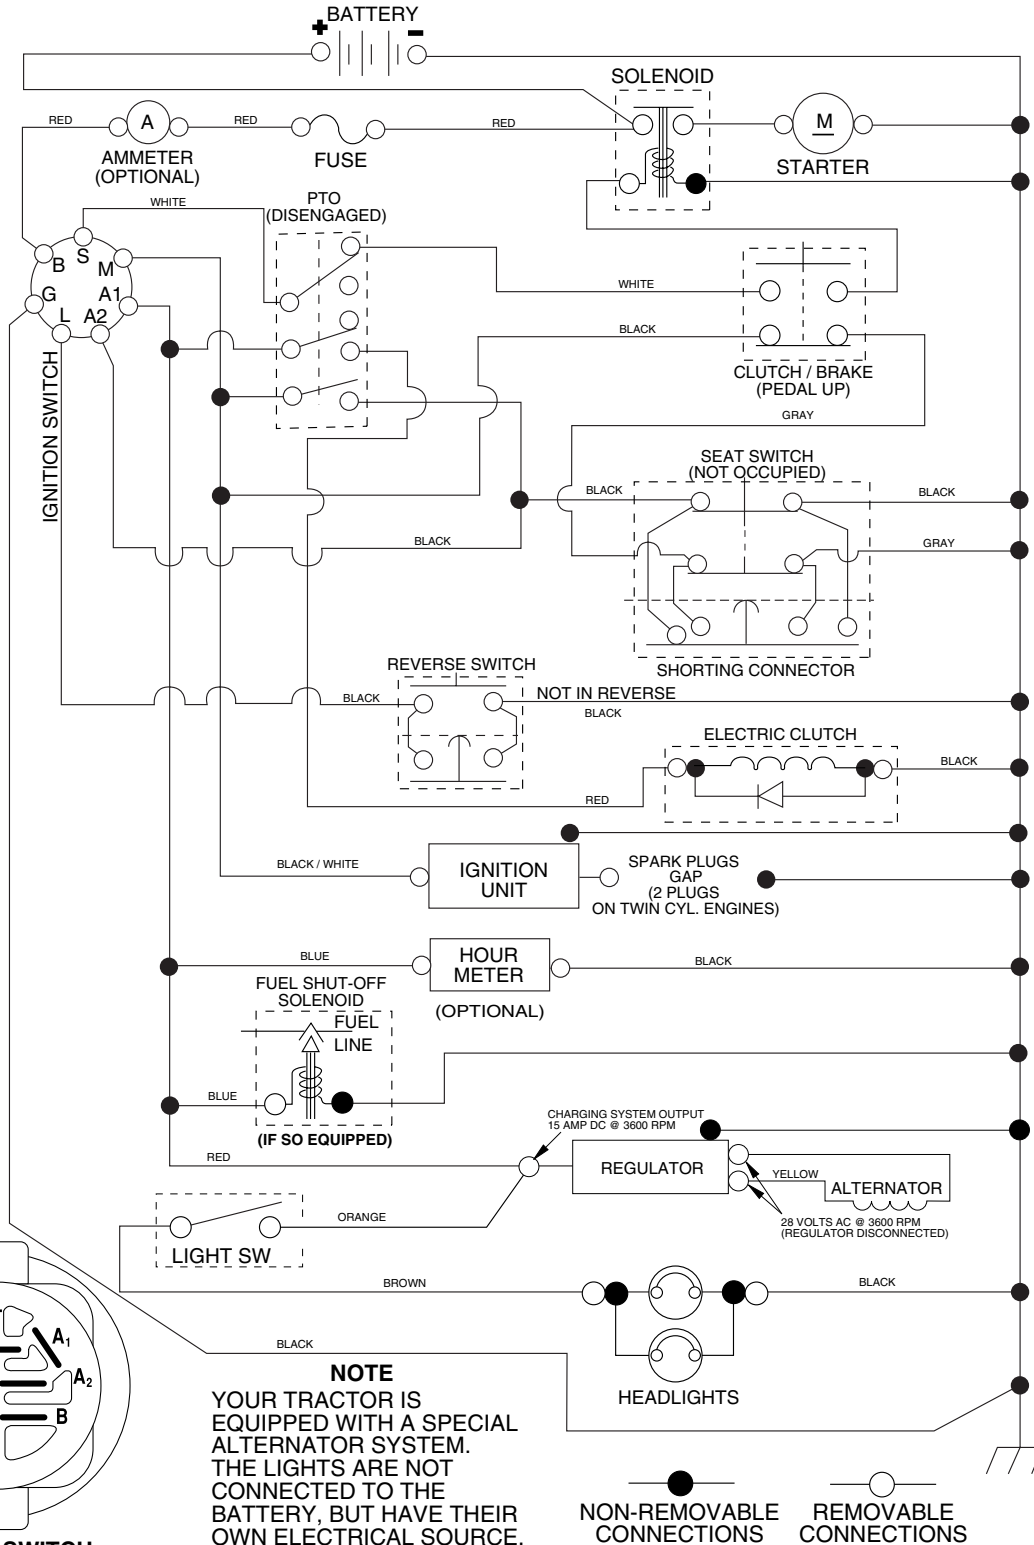 BATTERY
+
-
SOLENOID
RED
A
RED
RED
M
AMMETER
(OPTIONAL)
FUSE
STARTER
WHITE
PTO
(DISENGAGED)
B
S
M
G
A1
L
A2
WHITE
BLACK
IGNITION SWITCH
CLUTCH / BRAKE
(PEDAL UP)
GRAY
SEAT SWITCH
(NOT OCCUPIED)
BLACK
BLACK
BLACK
GRAY
SHORTING CONNECTOR
REVERSE SWITCH
BLACK
NOT IN REVERSE
BLACK
ELECTRIC CLUTCH
BLACK
RED
BLACK / WHITE
IGNITION
UNIT
SPARK PLUGS
GAP
(2 PLUGS
ON TWIN CYL. ENGINES)
BLUE
HOUR
METER
BLACK
(OPTIONAL)
FUEL SHUT-OFF
SOLENOID
FUEL
LINE
BLUE
(IF SO EQUIPPED)
CHARGING SYSTEM OUTPUT
15 AMP DC @ 3600 RPM
RED
REGULATOR
YELLOW
ALTERNATOR
28 VOLTS AC @ 3600 RPM
(REGULATOR DISCONNECTED)
ORANGE
LIGHT SW
BROWN
BLACK
A1
A2
B
BLACK
HEADLIGHTS
NOTE
YOUR TRACTOR IS
EQUIPPED WITH A SPECIAL
ALTERNATOR SYSTEM.
THE LIGHTS ARE NOT
CONNECTED TO THE
BATTERY, BUT HAVE THEIR
OWN ELECTRICAL SOURCE.
NON-REMOVABLE
CONNECTIONS
REMOVABLE
CONNECTIONS